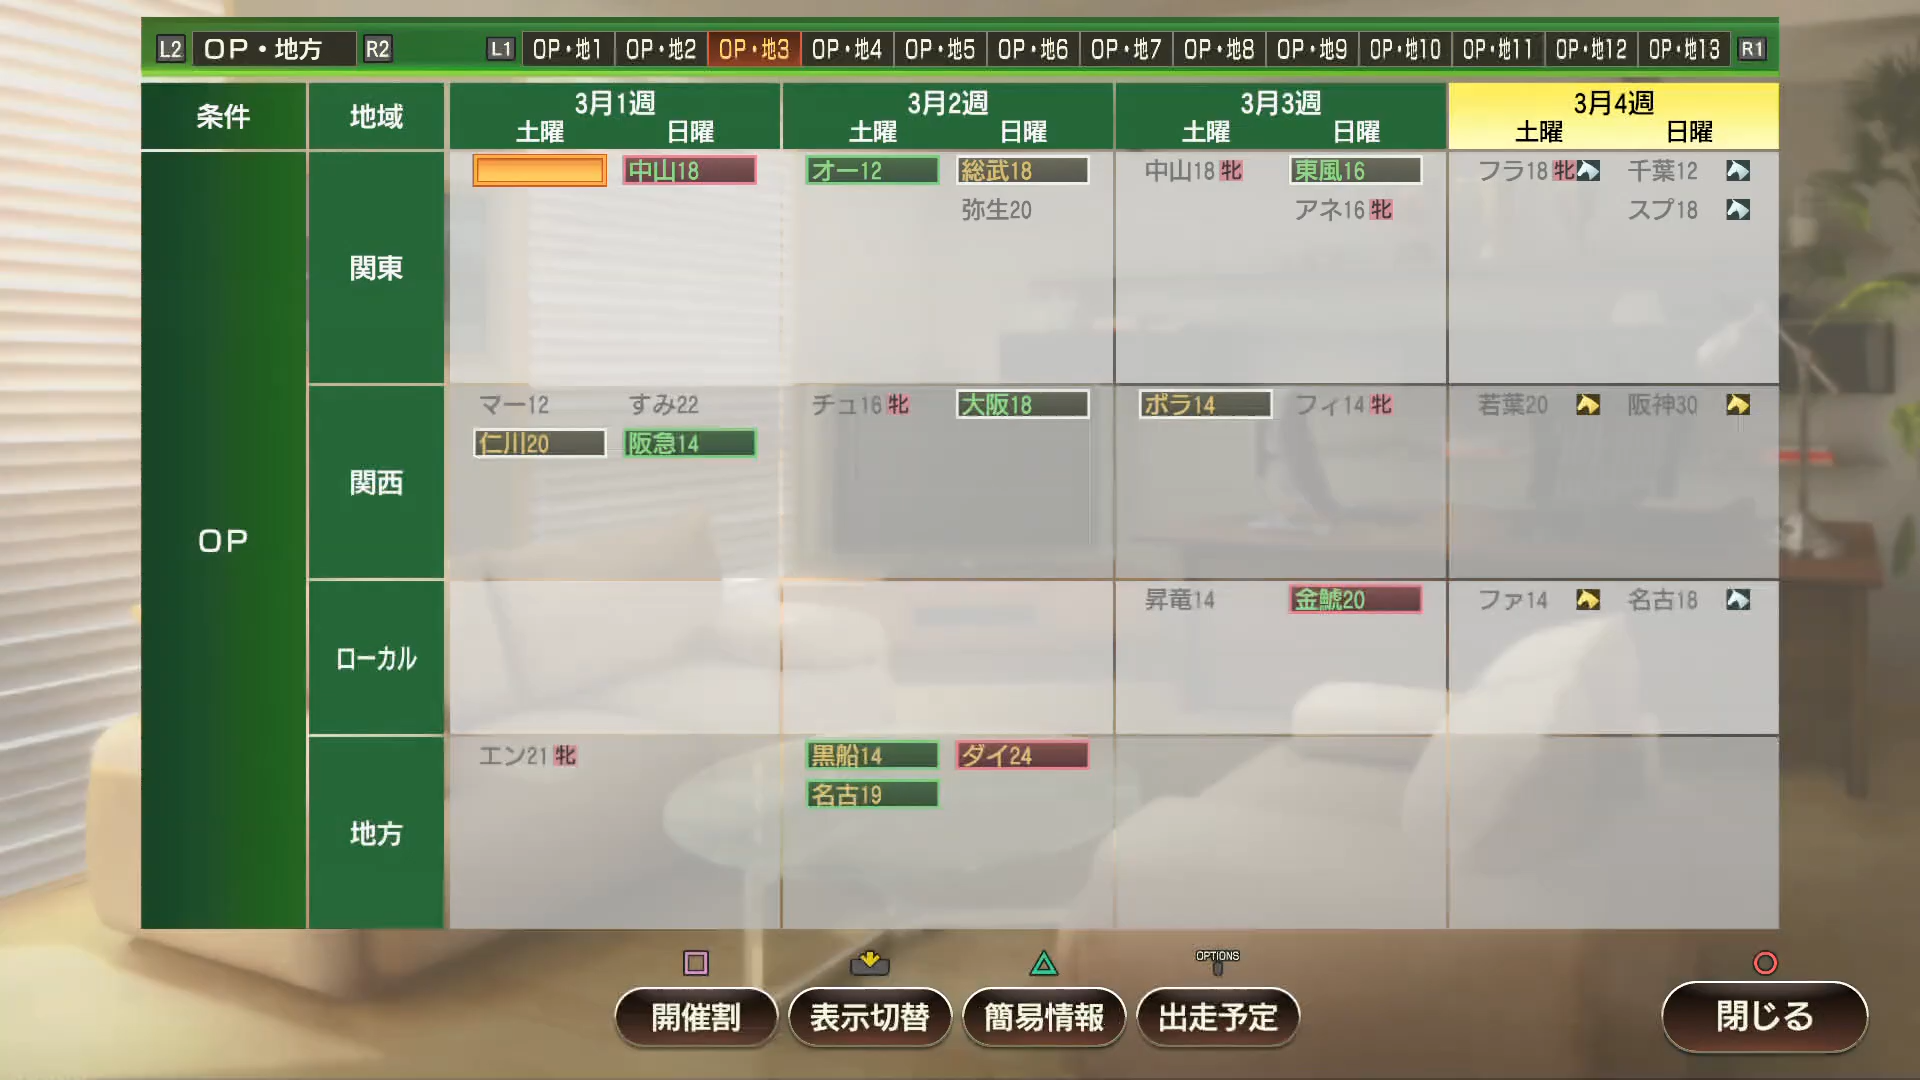 L2 OP・地方 R2 L1 OP・地1 OP・地2 OP・地3 OP・地4 OP・地5 OP・地6 OP・地7 OP・地8 OP・地9 OP・地10 OP・地11 OP・地12 OP・地13 R1
条件 地域 3月1週 3月2週 3月3週 3月4週
土曜 日曜 土曜 日曜 土曜 日曜 土曜 日曜
OP
関東
中山18 オー12 総武18 中山18 牝 東風16 フラ18 牝 千葉12
弥生20 アネ16 牝 スプ18
関西
マー12 すみ22 チュ16 牝 大阪18 ポラ14 フィ14 牝 若葉20 阪神30
仁川20 阪急14
ローカル
昇竜14 金鯱20 ファ14 名古18
地方
エン21 牝 黒船14 ダイ24
名古19
OPTIONS
開催割 表示切替 簡易情報 出走予定 閉じる